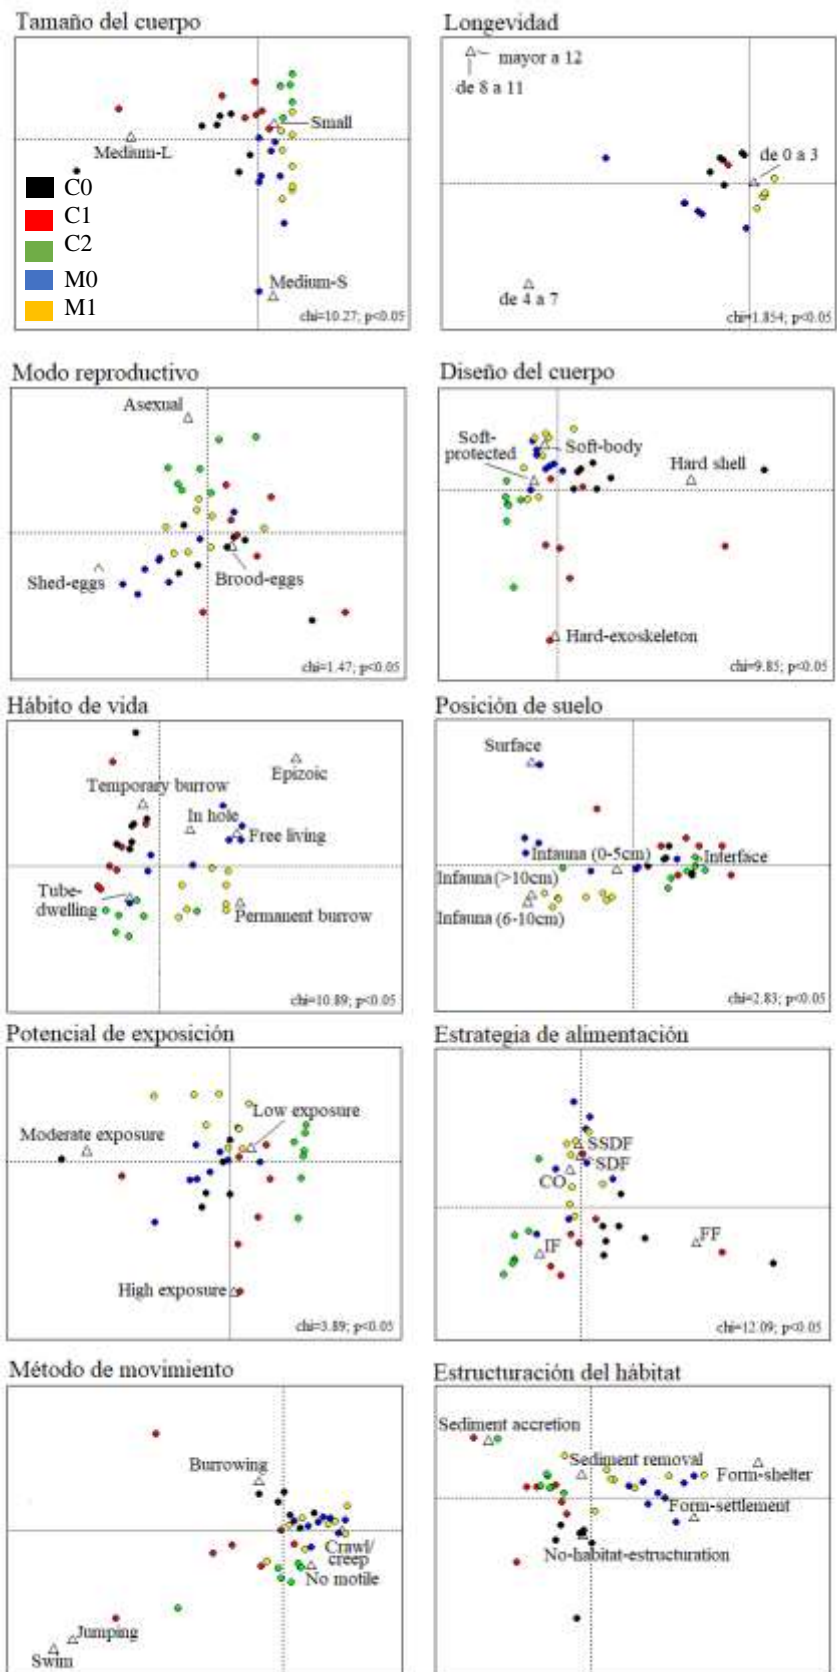 Tamaño del cuerpo
Small
Medium-L
C0
C1
C2
M0
M1
Medium-S
chi=10.27; p<0.05
Longevidad
mayor a 12
de 8 a 11
de 0 a 3
de 4 a 7
chi=1.854; p<0.05
Modo reproductivo
Asexual
Shed-eggs
Brood-eggs
chi=1.47; p<0.05
Diseño del cuerpo
Soft-
protected
Soft-body
Hard shell
Hard-exoskeleton
chi=9.85; p<0.05
Hábito de vida
Epizoic
Temporary burrow
In hole
Free living
Tube-
dwelling
Permanent burrow
chi=10.89; p<0.05
Posición de suelo
Surface
Infauna (0-5cm)
Interface
Infauna(>10cm)
Infauna (6-10cm)
chi=2.83; p<0.05
Potencial de exposición
Low exposure
Moderate exposure
High exposure
chi=3.89; p<0.05
Estrategia de alimentación
SSDF
SDF
CO
FF
IF
chi=12.09; p<0.05
Método de movimiento
Burrowing
Crawl/
creep
No motile
Jumping
Swim
Estructuración del hábitat
Sediment accretion
Sediment removal
Form-shelter
Form-settlement
No-habitat-estructuration